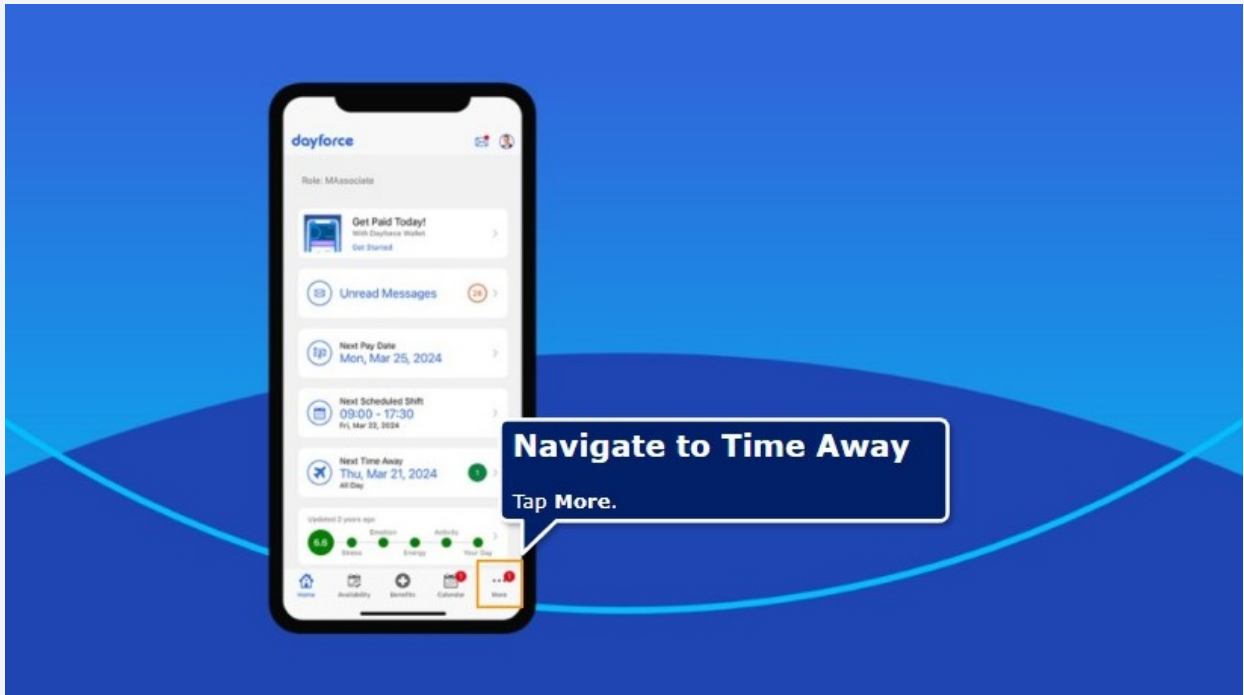 dayforce
Role: MAssociate
Get Paid Today!
With Dayforce Wallet
Get Started
Unread Messages
28
Next Pay Date
Mon, Mar 25, 2024
Next Scheduled Shift
09:00 - 17:30
Fri, Mar 22, 2024
Next Time Away
Thu, Mar 21, 2024
1
All Day
Navigate to Time Away
Tap More.
Updated 2 years ago
Emotion Activity
6.8
Stress Energy Your Day
1 1
Home Availability Benefits Calendar More